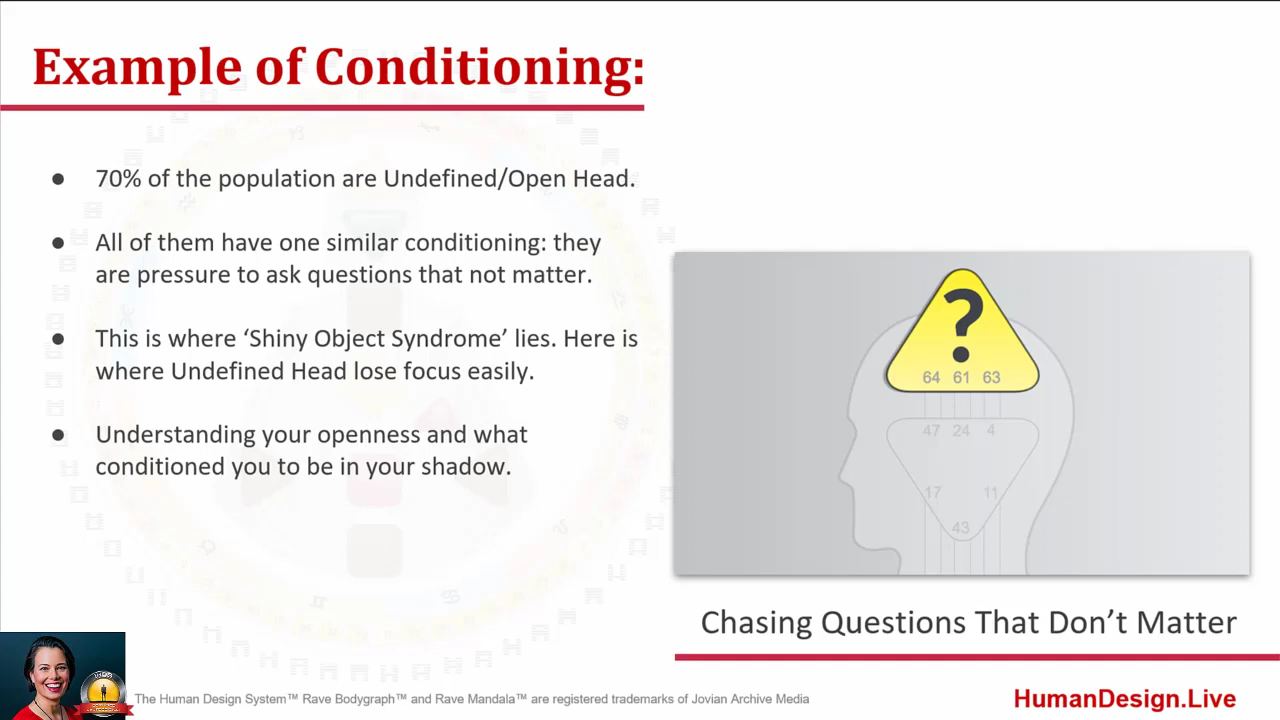 Example of Conditioning:
● 70% of the population are Undefined/Open Head.
● All of them have one similar conditioning: they
are pressure to ask questions that not matter.
● This is where ‘Shiny Object Syndrome’ lies. Here is
where Undefined Head lose focus easily.
● Understanding your openness and what
conditioned you to be in your shadow.
?
64 61 63
47 24 4
17 11
43
Chasing Questions That Don’t Matter
The Human Design System™ Rave Bodygraph™ and Rave Mandala™ are registered trademarks of Jovian Archive Media
HumanDesign.Live